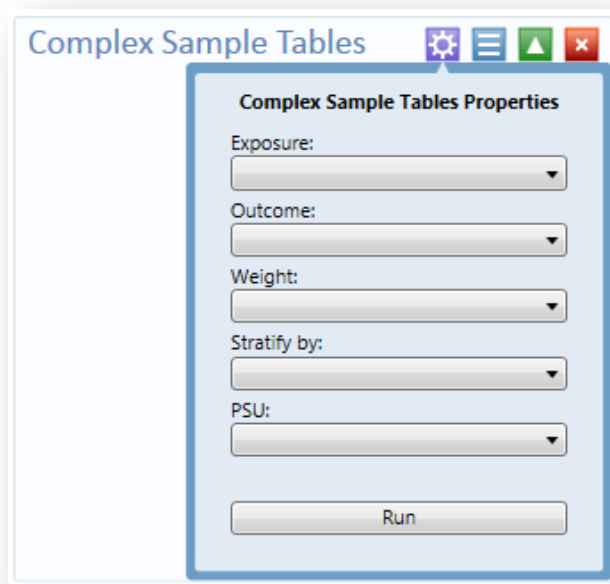 Complex Sample Tables
Complex Sample Tables Properties
Exposure:
Outcome:
Weight:
Stratify by:
PSU:
Run